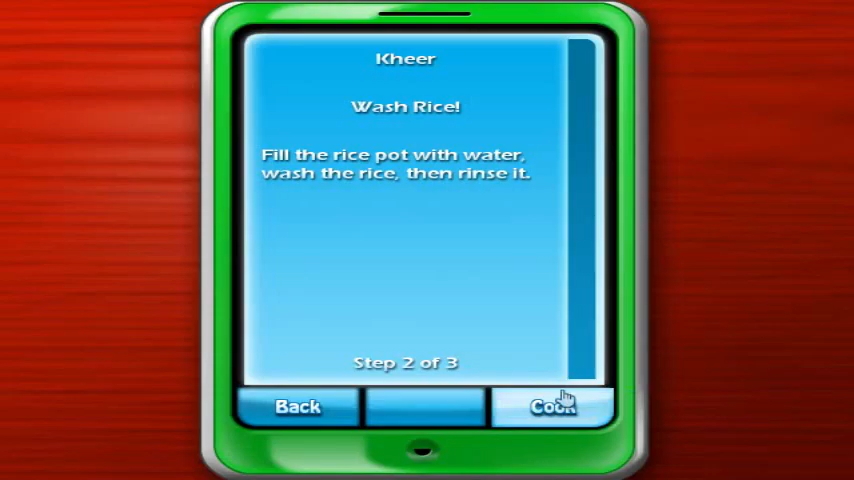 Kheer
Wash Rice!
Fill the rice pot with water,
wash the rice, then rinse it.
Step 2 of 3
Back
Cook